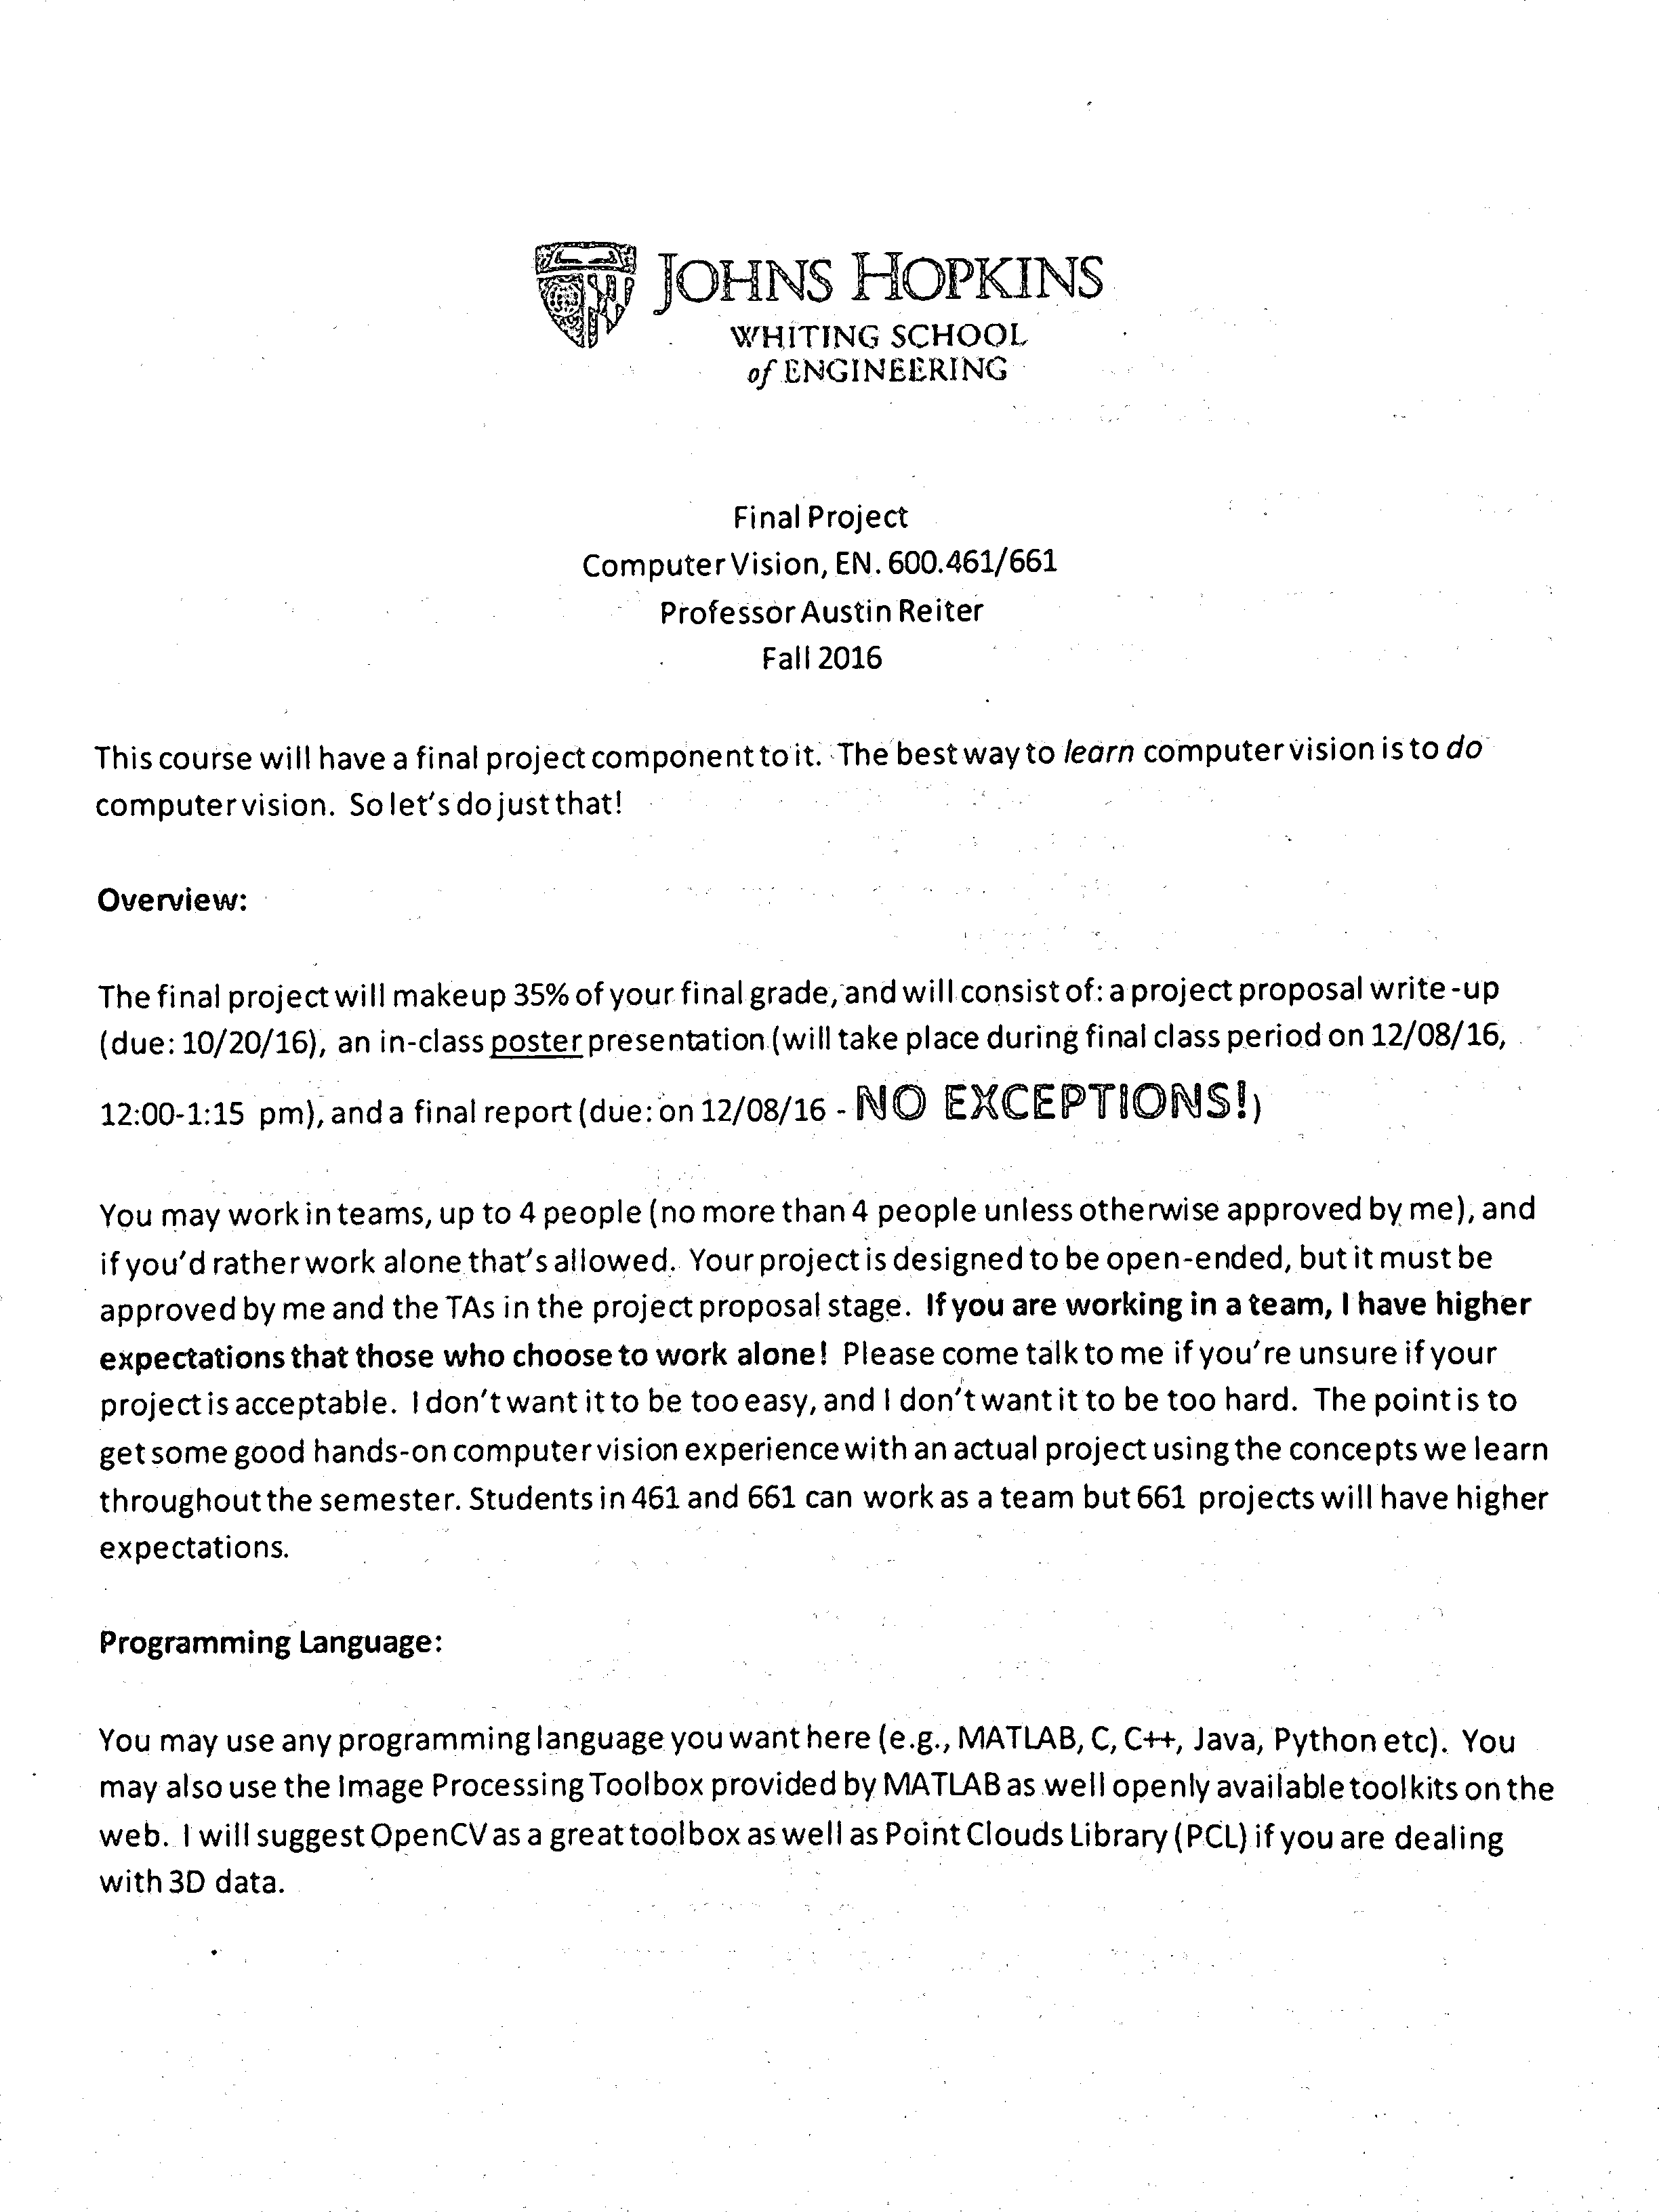 JOHNS HOPKINS
WHITING SCHOOL
of ENGINEERING
Final Project
Computer Vision, EN. 600.461/661
Professor Austin Reiter
Fall 2016
This course will have a final project component to it. The best way to learn computer vision is to do
computer vision. So let's do just that!
Overview:
The final project will makeup 35% of your final grade, and will consist of: a project proposal write-up
(due: 10/20/16), an in-class poster presentation (will take place during final class period on 12/08/16,
12:00-1:15 pm), and a final report (due: on 12/08/16 - NO EXCEPTIONS!)
You may work in teams, up to 4 people (no more than 4 people unless otherwise approved by me), and
if you'd rather work alone that's allowed. Your project is designed to be open-ended, but it must be
approved by me and the TAs in the project proposal stage. If you are working in a team, I have higher
expectations that those who choose to work alone! Please come talk to me if you're unsure if your
project is acceptable. I don't want it to be too easy, and I don't want it to be too hard. The point is to
get some good hands-on computer vision experience with an actual project using the concepts we learn
throughout the semester. Students in 461 and 661 can work as a team but 661 projects will have higher
expectations.
Programming Language:
You may use any programming language you want here (e.g., MATLAB, C, C++, Java, Python etc). You
may also use the Image Processing Toolbox provided by MATLAB as well openly available toolkits on the
web. I will suggest OpenCV as a great toolbox as well as Point Clouds Library (PCL) if you are dealing
with 3D data.